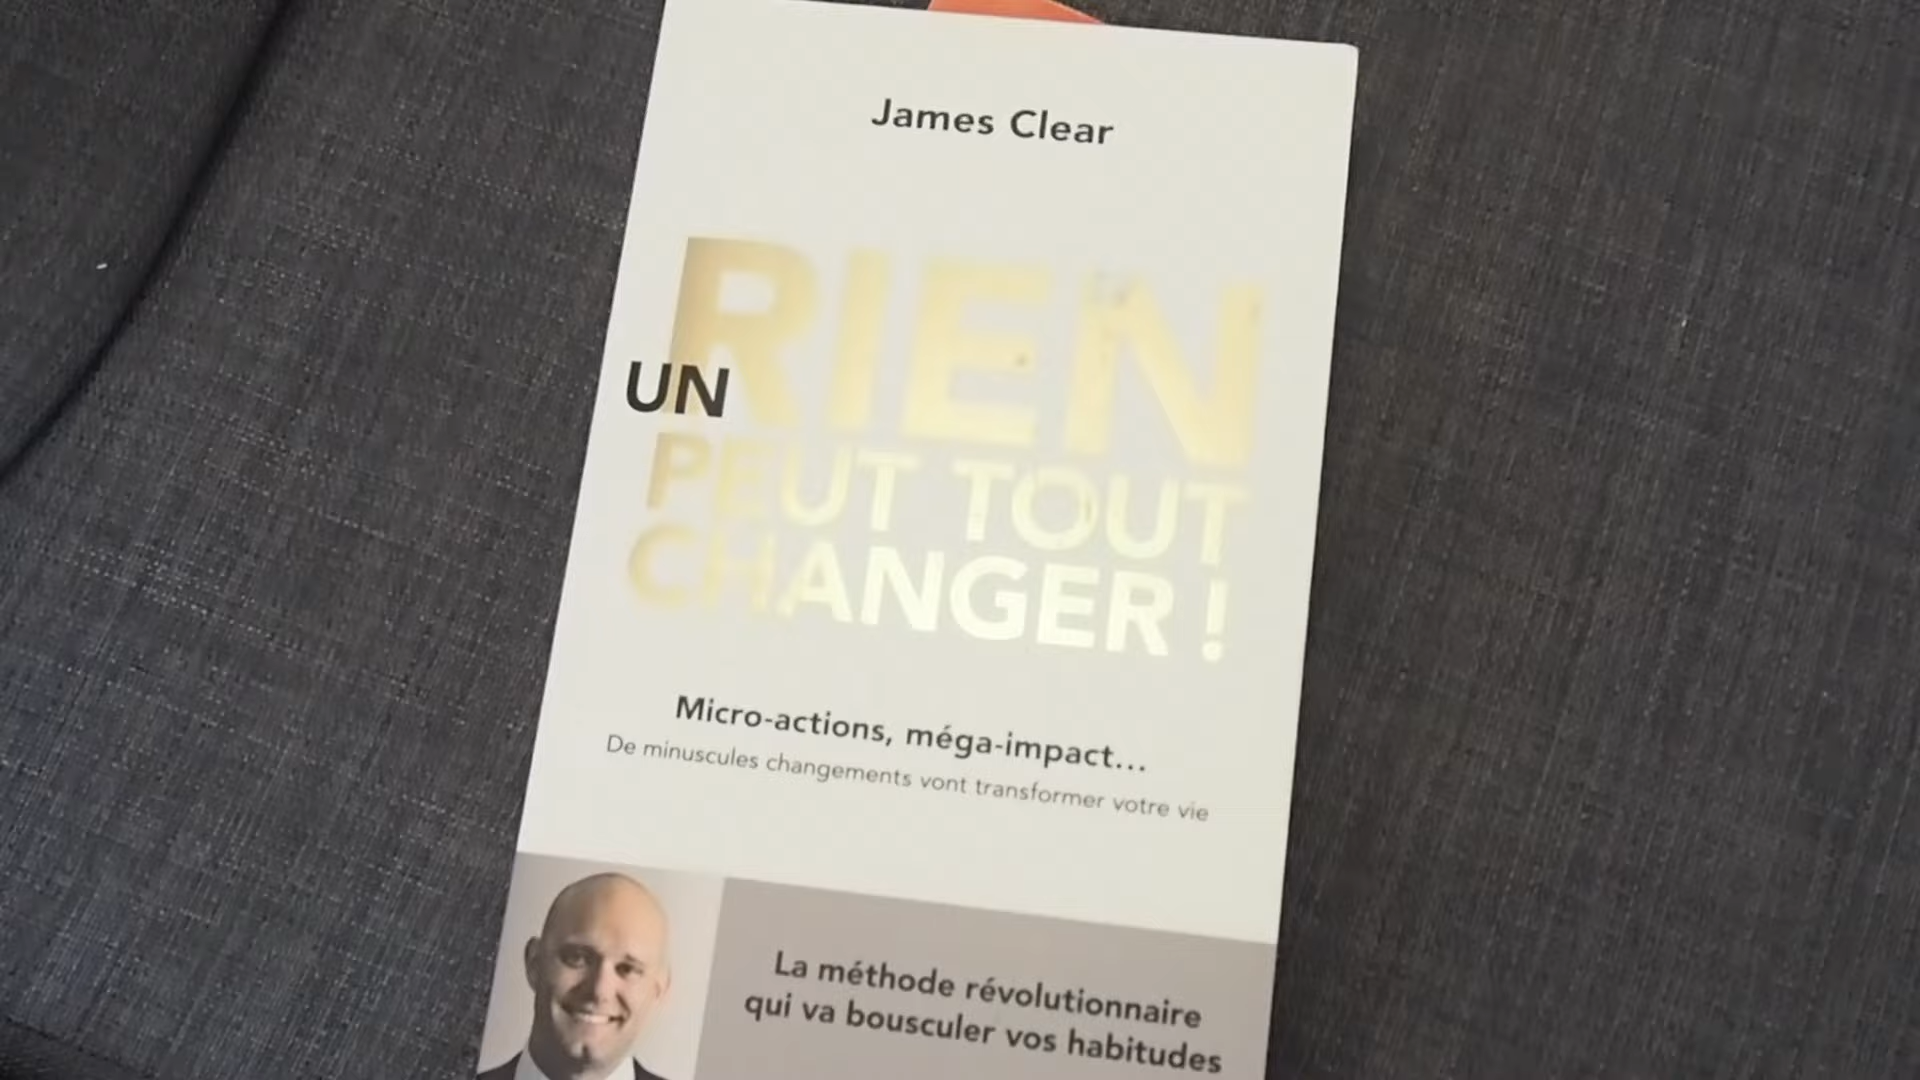 James Clear
UN RIEN
PEUT TOUT
CHANGER !
Micro-actions, méga-impact...
De minuscules changements vont transformer votre vie
La méthode révolutionnaire
qui va bousculer vos habitudes